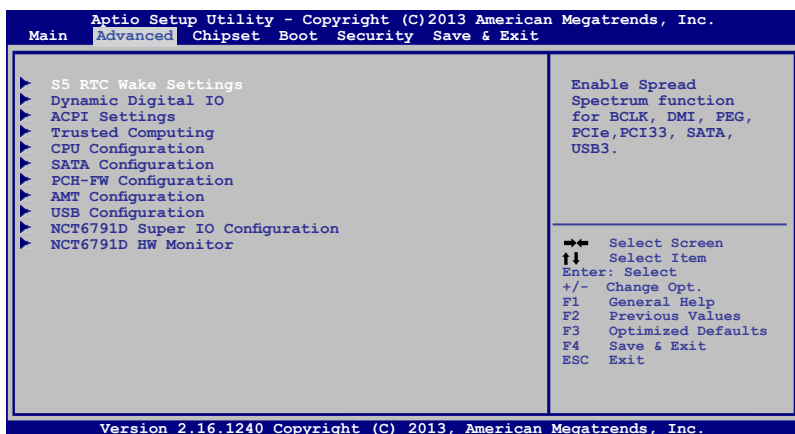 Aptio Setup Utility - Copyright (C)2013 American Megatrends, Inc.
Main Advanced Chipset Boot Security Save & Exit
S5 RTC Wake Settings
Dynamic Digital IO
ACPI Settings
Trusted Computing
CPU Configuration
SATA Configuration
PCH-FW Configuration
AMT Configuration
USB Configuration
NCT6791D Super IO Configuration
NCT6791D HW Monitor
Enable Spread
Spectrum function
for BCLK, DMI, PEG,
PCIe,PCI33, SATA,
USB3.
→← Select Screen
↑↓ Select Item
Enter: Select
+/- Change Opt.
F1 General Help
F2 Previous Values
F3 Optimized Defaults
F4 Save & Exit
ESC Exit
Version 2.16.1240 Copyright (C) 2013, American Megatrends, Inc.